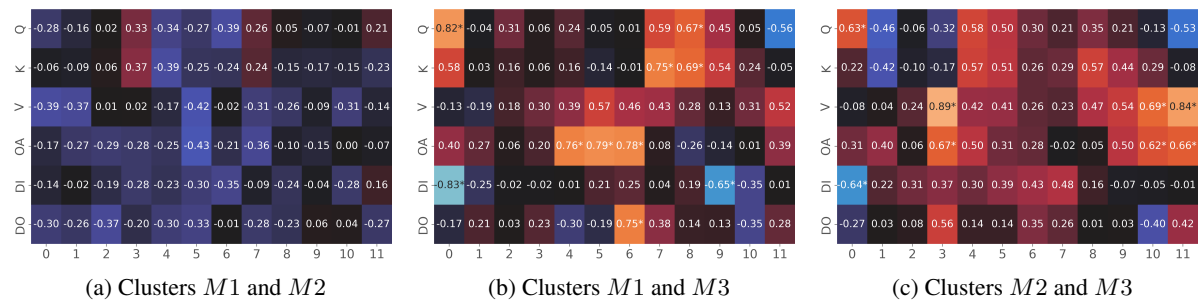 Q -0.28 -0.16 0.02 0.33 -0.34 -0.27 -0.39 0.26 0.05 -0.07 -0.01 0.21
K -0.06 -0.09 0.06 0.37 -0.39 -0.25 -0.24 0.24 -0.15 -0.17 -0.15 -0.23
V -0.39 -0.37 0.01 0.02 -0.17 -0.42 -0.02 -0.31 -0.26 -0.09 -0.31 -0.14
OA -0.17 -0.27 -0.29 -0.28 -0.25 -0.43 -0.21 -0.36 -0.10 -0.10 0.00 -0.07
DI -0.14 -0.02 -0.19 -0.28 -0.23 -0.30 -0.35 -0.09 -0.24 -0.04 -0.28 0.16
DO -0.30 -0.26 -0.37 -0.20 -0.30 -0.33 -0.01 -0.28 -0.23 0.06 0.04 -0.27
0 1 2 3 4 5 6 7 8 9 10 11
(a) Clusters M1 and M2
Q 0.82* -0.04 0.31 0.06 0.24 -0.05 0.01 0.59 0.67* 0.45 0.05 -0.56
K 0.58 0.03 0.16 0.06 0.16 -0.14 -0.01 0.75* 0.69* 0.54 0.24 -0.05
V -0.13 -0.19 0.18 0.30 0.39 0.57 0.46 0.43 0.28 0.13 0.31 0.52
OA 0.40 0.27 0.06 0.20 0.76* 0.79* 0.78* 0.08 -0.26 -0.14 0.01 0.39
DI -0.83* -0.25 -0.02 -0.02 0.01 0.21 0.25 0.04 0.19 -0.65* -0.35 0.01
DO -0.17 0.21 0.03 0.23 -0.30 -0.19 0.75* 0.38 0.14 0.13 -0.35 0.28
0 1 2 3 4 5 6 7 8 9 10 11
(b) Clusters M1 and M3
Q 0.63* -0.46 -0.06 -0.32 0.58 0.50 0.30 0.21 0.35 0.21 -0.13 -0.53
K 0.22 -0.42 -0.10 -0.17 0.57 0.51 0.26 0.28 0.57 0.44 0.29 -0.08
V -0.08 0.04 0.24 0.89* 0.42 0.41 0.26 0.23 0.47 0.54 0.69* 0.84*
OA 0.31 0.40 0.06 0.67* 0.50 0.31 0.28 0.28 -0.02 0.50 0.62* 0.66*
DI -0.64* 0.22 0.31 0.37 0.30 0.39 0.43 0.48 0.16 -0.07 -0.05 -0.01
DO -0.27 0.03 0.08 0.56 0.14 0.14 0.35 0.26 0.01 0.03 -0.40 0.42
0 1 2 3 4 5 6 7 8 9 10 11
(c) Clusters M2 and M3